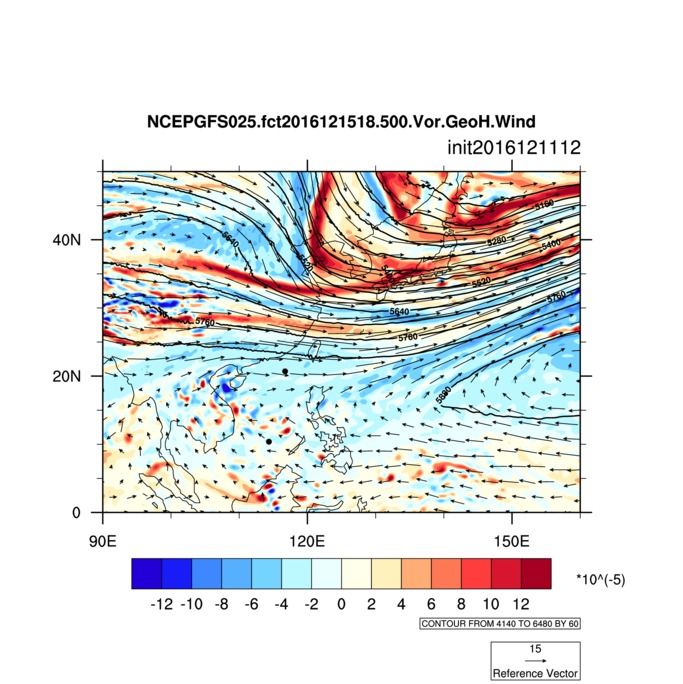 NCEPGFS025.fct2016121518.500.Vor.GeoH.Wind
init2016121112
40N
20N
0
90E 120E 150E
5160
5280
5400
5520
5640
5640
5760
5760
5760
5880
-12 -10 -8 -6 -4 -2 0 2 4 6 8 10 12
*10^(-5)
CONTOUR FROM 4140 TO 6480 BY 60
15
Reference Vector